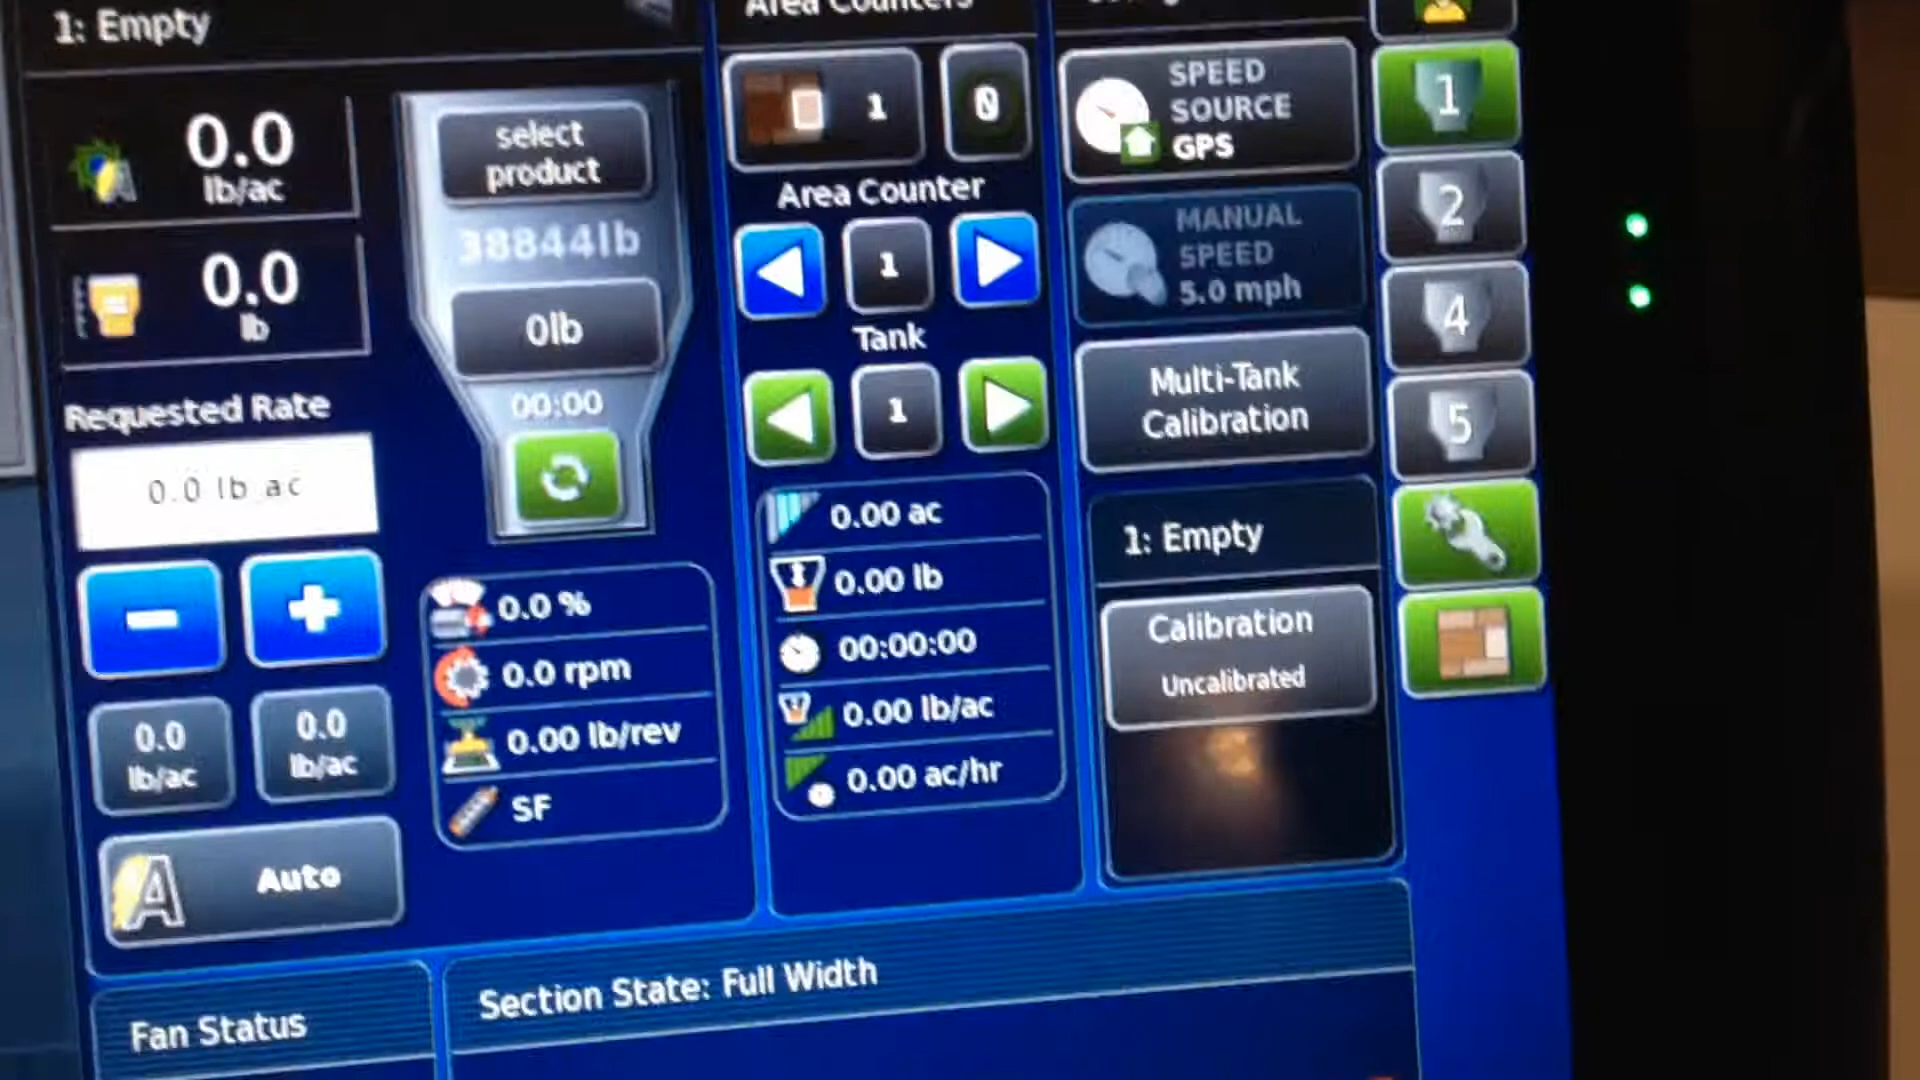 1: Empty
0.0
lb/ac
0.0
lb
Requested Rate
0.0 lb ac
0.0
lb/ac
0.0
lb/ac
Auto
select
product
38844lb
0lb
00:00
0.0 %
0.0 rpm
0.00 lb/rev
SF
Area Counters
1
Area Counter
1
Tank
1
0.00 ac
0.00 lb
00:00:00
0.00 lb/ac
0.00 ac/hr
SPEED
SOURCE
GPS
MANUAL
SPEED
5.0 mph
Multi-Tank
Calibration
1: Empty
Calibration
Uncalibrated
1
2
4
5
Fan Status
Section State: Full Width